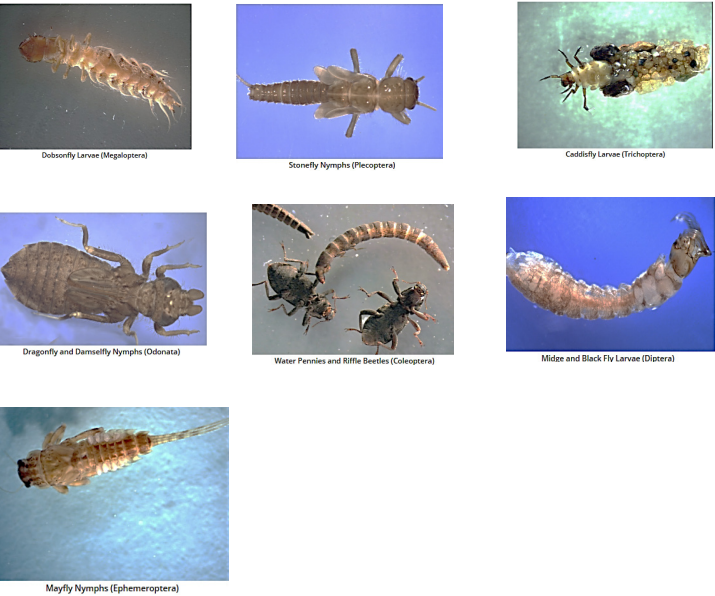 Dobsonfly Larvae (Megaloptera)
Stonefly Nymphs (Plecoptera)
Caddisfly Larvae (Trichoptera)
Dragonfly and Damselfly Nymphs (Odonata)
Water Pennies and Riffle Beetles (Coleoptera)
Midge and Black Fly Larvae (Diptera)
Mayfly Nymphs (Ephemeroptera)